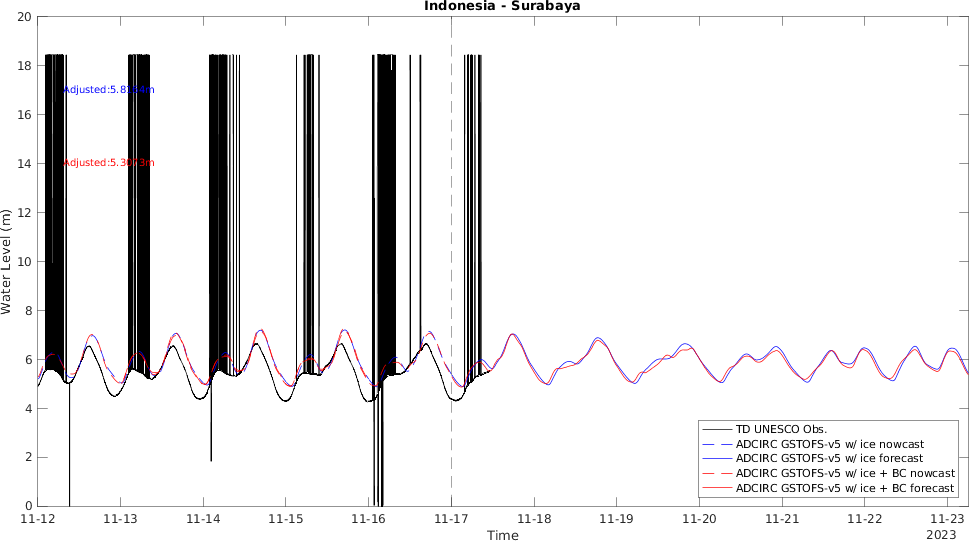 Indonesia - Surabaya
20
18
16
14
12
10
8
6
4
2
0
Water Level (m)
Adjusted:5.8
Adjusted:5.30
11-12
11-13
11-14
11-15
11-16
11-17
11-18
11-19
11-20
11-21
11-22
11-23
2023
Time
TD UNESCO Obs.
ADCIRC GSTOFS-v5 w/ ice nowcast
ADCIRC GSTOFS-v5 w/ ice forecast
ADCIRC GSTOFS-v5 w/ ice + BC nowcast
ADCIRC GSTOFS-v5 w/ ice + BC forecast